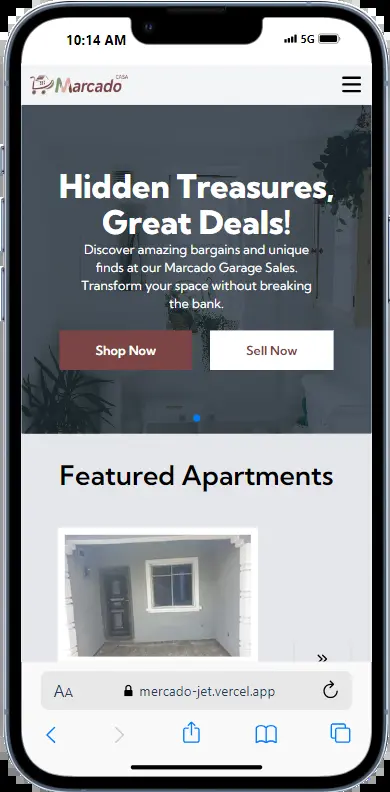 10:14 AM
5G
CASA
Marcado
Hidden Treasures,
Great Deals!
Discover amazing bargains and unique
finds at our Marcado Garage Sales.
Transform your space without breaking
the bank.
Shop Now
Sell Now
Featured Apartments
»
AA
mercado-jet.vercel.app